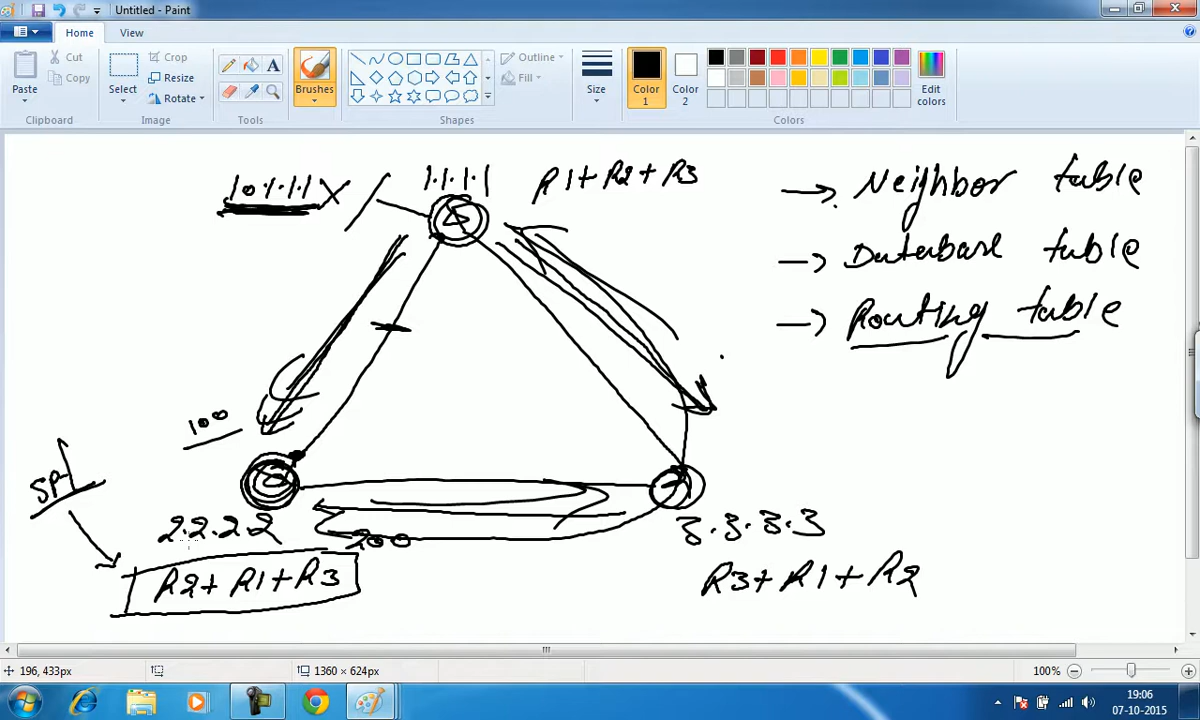 Untitled - Paint
Home
View
Paste
Cut
Copy
Clipboard
Select
Crop
Resize
Rotate
Image
Tools
Brushes
Shapes
Outline
Fill
Size
Color 1
Color 2
Edit colors
Colors
10.1.1.1
1.1.1.1
R1+R2+R3
Neighbor table
Database table
Routing table
100
SPF
2.2.2.2
200
3.3.3.3
R2+R1+R3
R3+R1+R2
196, 433px
1360 × 624px
100%
19:06
07-10-2015